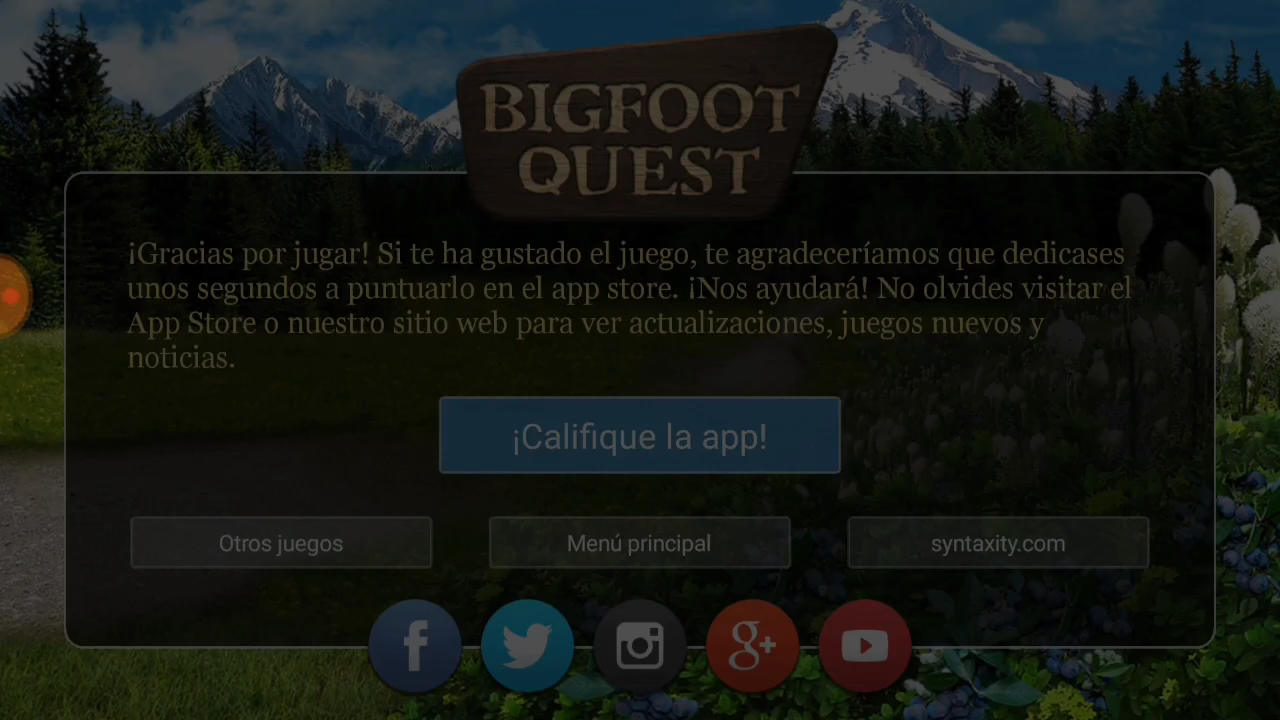 BIGFOOT
QUEST
¡Gracias por jugar! Si te ha gustado el juego, te agradeceríamos que dedicases
unos segundos a puntuarlo en el app store. ¡Nos ayudará! No olvides visitar el
App Store o nuestro sitio web para ver actualizaciones, juegos nuevos y
noticias.
¡Califique la app!
Otros juegos
Menú principal
syntaxity.com
f
g+